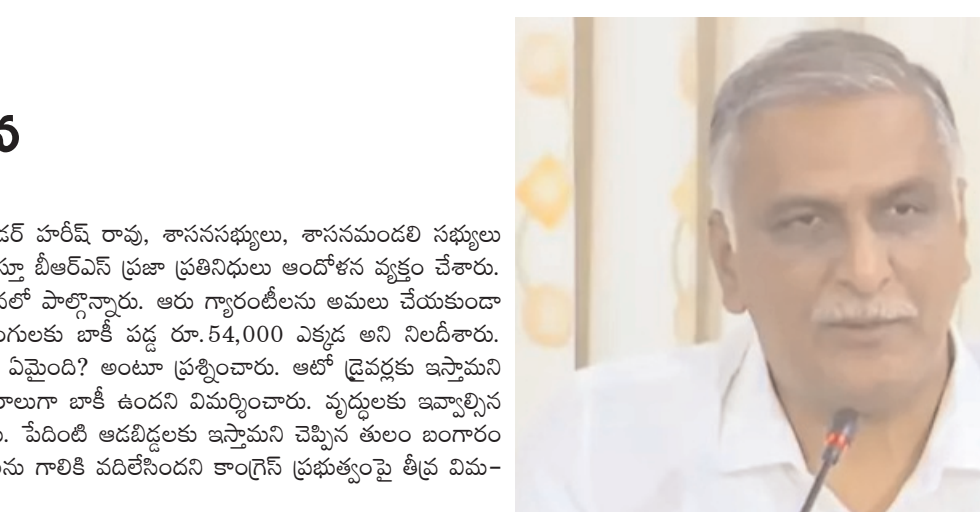 డర్ హరీష్ రావు, శాసనసభ్యులు, శాసనమండలి సభ్యులు
స్తూ బీఆర్ఎస్ ప్రజా ప్రతినిధులు ఆందోళన వ్యక్తం చేశారు.
పాల్గొన్నారు. ఆరు గ్యారంటీలను అమలు చేయకుండా
బాకీ పడ్డ రూ.54,000 ఎక్కడ అని నిలదీశారు.
ఏమైంది? అంటూ ప్రశ్నించారు. ఆటో డ్రైవర్లకు ఇస్తామని
బాకీ ఉందని విమర్శించారు. వృద్ధులకు ఇవ్వాల్సిన
పేదింటి ఆడబిడ్డలకు ఇస్తామని చెప్పిన తులం బంగారం
ను గాలికి వదిలేసిందని కాంగ్రెస్ ప్రభుత్వంపై తీవ్ర విమ-